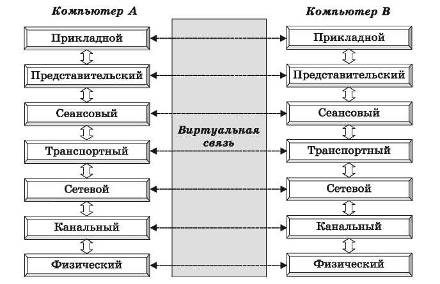 Компьютер A
Компьютер B
Прикладной
Прикладной
Представительский
Представительский
Сеансовый
Сеансовый
Виртуальная
связь
Транспортный
Транспортный
Сетевой
Сетевой
Канальный
Канальный
Физический
Физический